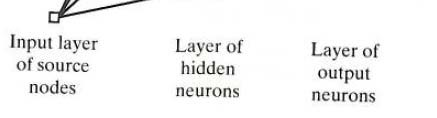 Input layer
of source
nodes
Layer of
hidden
neurons
Layer of
output
neurons